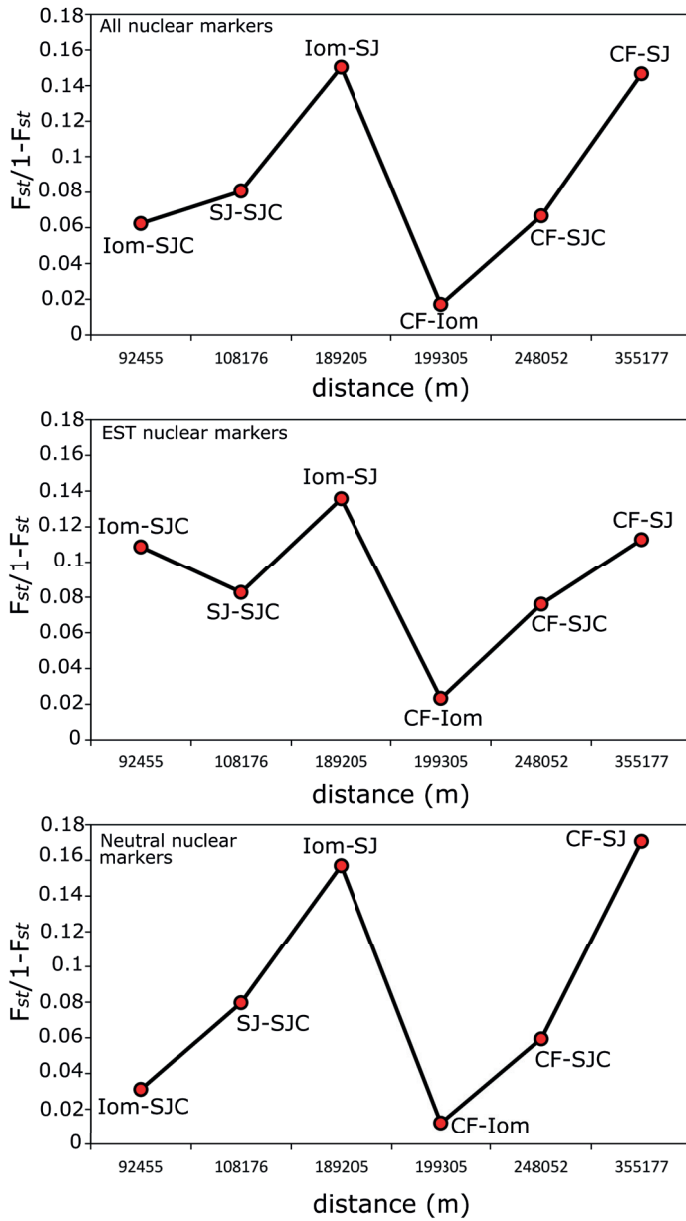 All nuclear markers
0.18
0.16
0.14
0.12
0.1
0.08
0.06
0.04
0.02
0
Fst/1-Fst
Iom-SJC
SJ-SJC
Iom-SJ
CF-Iom
CF-SJC
CF-SJ
92455 108176 189205 199305 248052 355177
distance (m)
EST nuclear markers
0.18
0.16
0.14
0.12
0.1
0.08
0.06
0.04
0.02
0
Fst/1-Fst
Iom-SJC
SJ-SJC
Iom-SJ
CF-Iom
CF-SJC
CF-SJ
92455 108176 189205 199305 248052 355177
distance (m)
Neutral nuclear
markers
0.18
0.16
0.14
0.12
0.1
0.08
0.06
0.04
0.02
0
Fst/1-Fst
Iom-SJC
SJ-SJC
Iom-SJ
CF-Iom
CF-SJC
CF-SJ
92455 108176 189205 199305 248052 355177
distance (m)